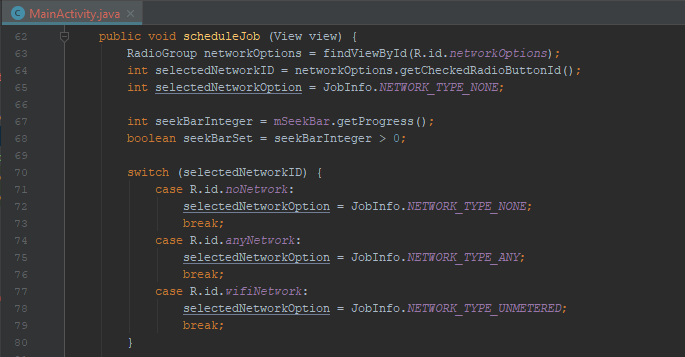 MainActivity.java
62 public void scheduleJob (View view) {
63 RadioGroup networkOptions = findViewById(R.id.networkOptions);
64 int selectedNetworkID = networkOptions.getCheckedRadioButtonId();
65 int selectedNetworkOption = JobInfo.NETWORK_TYPE_NONE;
66
67 int seekBarInteger = mSeekBar.getProgress();
68 boolean seekBarSet = seekBarInteger > 0;
69
70 switch (selectedNetworkID) {
71 case R.id.noNetwork:
72 selectedNetworkOption = JobInfo.NETWORK_TYPE_NONE;
73 break;
74 case R.id.anyNetwork:
75 selectedNetworkOption = JobInfo.NETWORK_TYPE_ANY;
76 break;
77 case R.id.wifiNetwork:
78 selectedNetworkOption = JobInfo.NETWORK_TYPE_UNMETERED;
79 break;
80 }